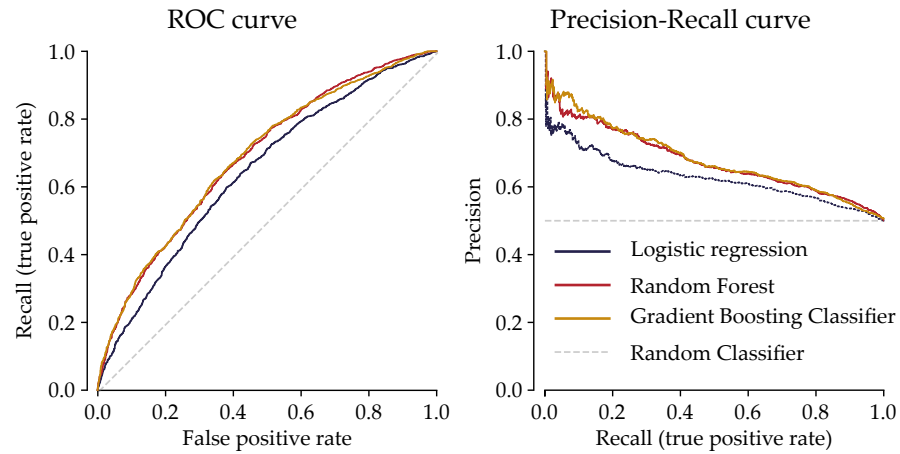 ROC curve
Recall (true positive rate)
1.0
0.8
0.6
0.4
0.2
0.0
0.0 0.2 0.4 0.6 0.8 1.0
False positive rate
Precision-Recall curve
Precision
1.0
0.8
0.6
0.4
0.2
0.0
Logistic regression
Random Forest
Gradient Boosting Classifier
Random Classifier
0.0 0.2 0.4 0.6 0.8 1.0
Recall (true positive rate)